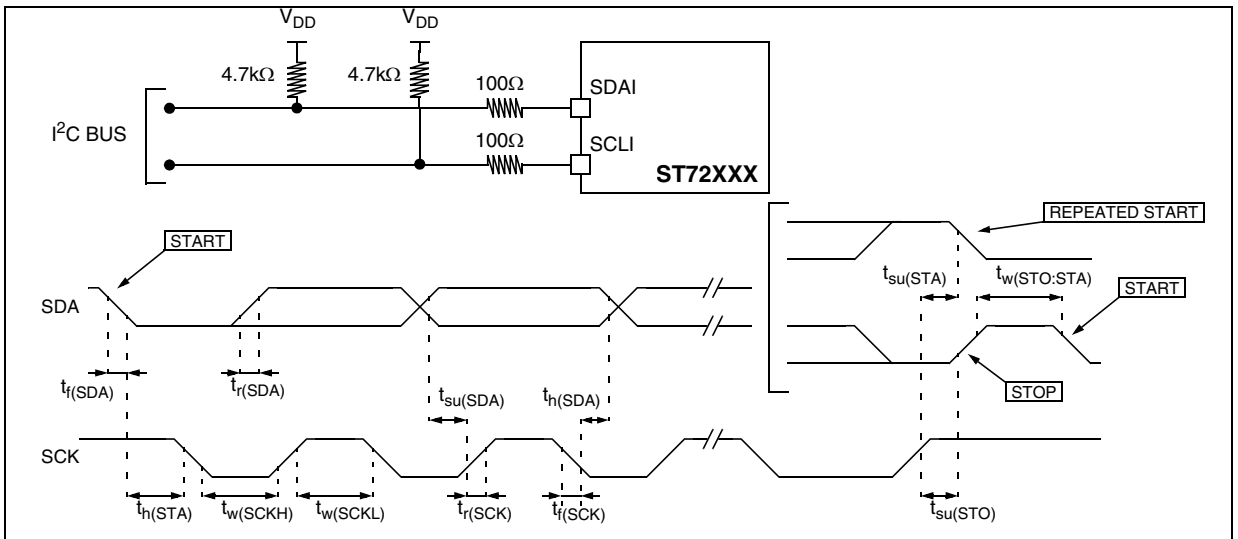 VDD VDD
4.7kΩ 4.7kΩ
100Ω SDAI
I²C BUS
100Ω SCLI
ST72XXX
REPEATED START
START
tsu(STA) tw(STO:STA)
START
SDA
tf(SDA) tr(SDA) tsu(SDA) th(SDA)
STOP
SCK
th(STA) tw(SCKH) tw(SCKL) tr(SCK) tf(SCK) tsu(STO)